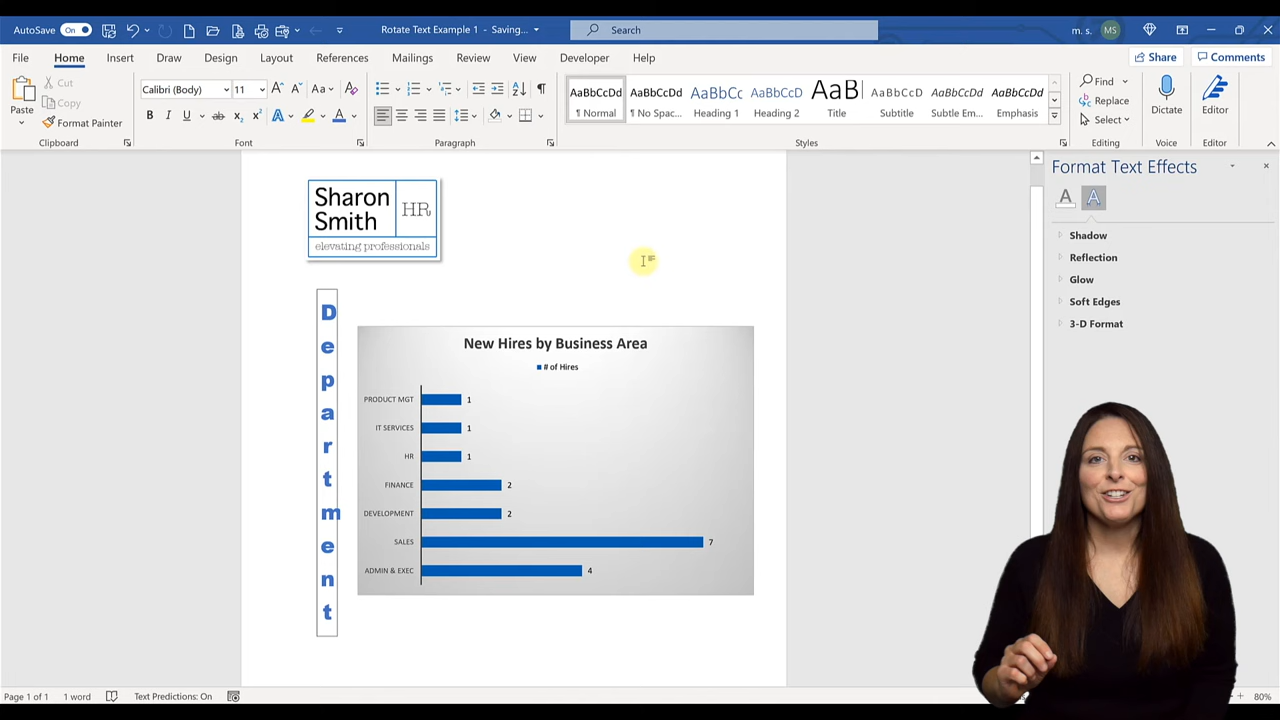 AutoSave On Rotate Text Example 1 - Saving... Search m. s. MS
File Home Insert Draw Design Layout References Mailings Review View Developer Help Share Comments
Paste
Cut
Copy
Format Painter
Clipboard
Calibri (Body) 11
Font
Paragraph
AaBbCcDd AaBbCcDd AaBbCc AaBbCcD AaB AaBbCcD AaBbCcDd AaBbCcDd
¶ Normal ¶ No Spac... Heading 1 Heading 2 Title Subtitle Subtle Em... Emphasis
Styles
Find
Replace
Select
Editing
Dictate
Voice
Editor
Editor
Sharon
Smith
HR
elevating professionals
Department
New Hires by Business Area
# of Hires
PRODUCT MGT 1
IT SERVICES 1
HR 1
FINANCE 2
DEVELOPMENT 2
SALES 7
ADMIN & EXEC 4
Format Text Effects
Shadow
Reflection
Glow
Soft Edges
3-D Format
Page 1 of 1 1 word Text Predictions: On 80%